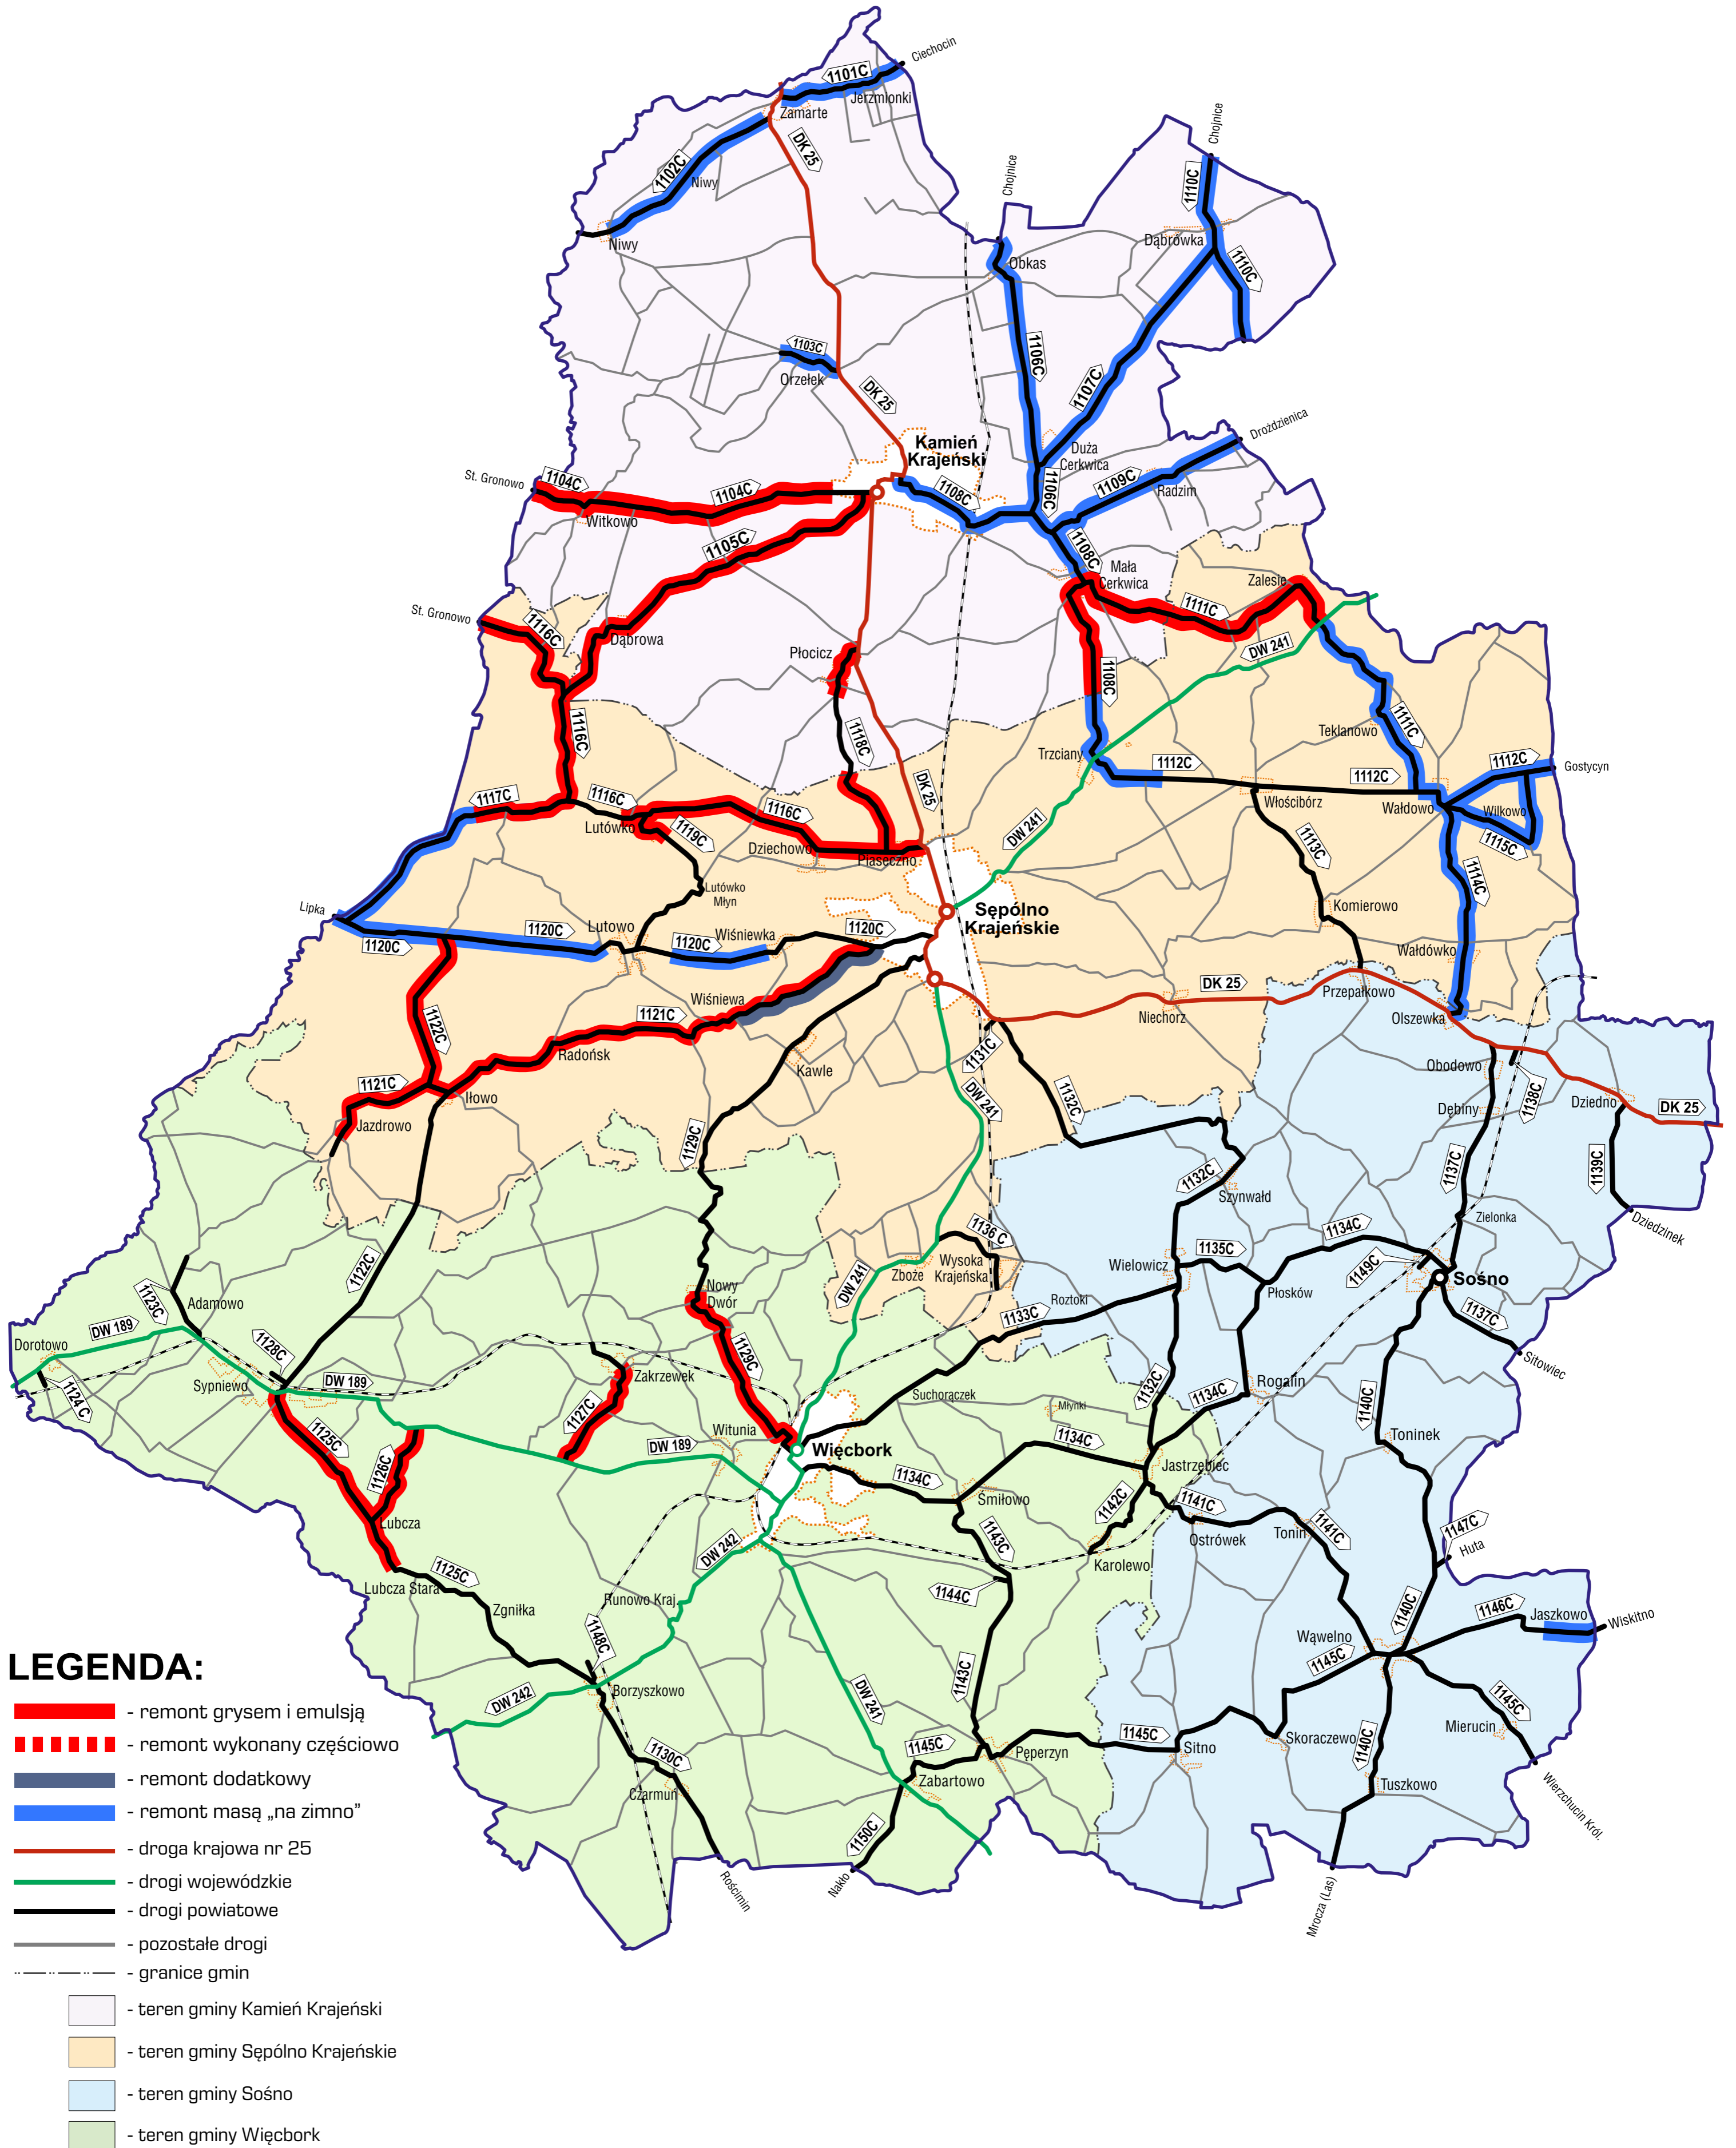 Ciechocin
1101C
Jerzmionki
Zamarte
Chojnice
DK 25
1102C
Niwy
Chojnice
1110C
Niwy
Dąbrówka
Obkas
1110C
1103C
Orzełek
1106C
1107C
DK 25
Drożdzienica
Kamień
Krajeński
Duża
Cerkwica
St. Gronowo
1104C
1104C
1108C
1106C
1109C
Radzim
Witkowo
1105C
1108C
Mała
Cerkwica
Zalesie
St. Gronowo
1116C
1111C
Dąbrowa
Płocicz
DW 241
1108C
1116C
1118C
Teklanowo
1111C
Trzciany
1112C
1112C
1112C
Gostycyn
DK 25
1117C
1116C
Włościbórz
Wałdowo
Wilkowo
Lutówko
1116C
1119C
DW 241
Dziechowo
Piaseczno
1113C
1115C
1114C
Lutówko
Młyn
Lipka
Sępólno
Krajeńskie
Komierowo
1120C
1120C
Lutowo
1120C
Wiśniewka
1120C
Wałdówko
Wiśniewa
DK 25
Przepałkowo
1122C
1121C
Niechorz
Olszewka
Radońsk
1131C
Kawle
Obodowo
1121C
Iłowo
DW 241
1132C
1138C
Dziedno
DK 25
Jazdrowo
Dębiny
1129C
1137C
1139C
1132C
Szynwałd
Zielonka
Dziedzinek
1136 C
1134C
1122C
Zboże
Wysoka
Krajeńska
Wielowicz
1135C
1149C
Sośno
1123C
Adamowo
Nowy
Dwór
DW 241
Roztoki
1133C
Płosków
1137C
DW 189
Dorotowo
1128C
1129C
Sitowiec
1124 C
Sypniewo
DW 189
Zakrzewek
Suchorączek
1132C
1134C
Rogalin
1127C
Młynki
1140C
1125C
Witunia
DW 189
Więcbork
1134C
Toninek
1126C
1134C
Jastrzębiec
Śmiłowo
1142C
1141C
Lubcza
Ostrówek
Tonin
1141C
1143C
1147C
Huta
DW 242
Karolewo
1125C
Lubcza Stara
1144C
Runowo Kraj.
Zgniłka
1140C
1146C
Jaszkowo
Wiskitno
1148C
Wąwelno
1145C
1143C
DW 242
Borzyszkowo
DW 241
1145C
Mierucin
1145C
Pęperzyn
1145C
Sitno
Skoraczewo
1140C
1130C
Czarmuń
Zabartowo
Tuszkowo
Wierzchucin Król.
1150C
Nakło
Rościmin
Mrocza (Las)
LEGENDA:
- remont grysem i emulsją
- remont wykonany częściowo
- remont dodatkowy
- remont masą „na zimno”
- droga krajowa nr 25
- drogi wojewódzkie
- drogi powiatowe
- pozostałe drogi
- granice gmin
- teren gminy Kamień Krajeński
- teren gminy Sępólno Krajeńskie
- teren gminy Sośno
- teren gminy Więcbork